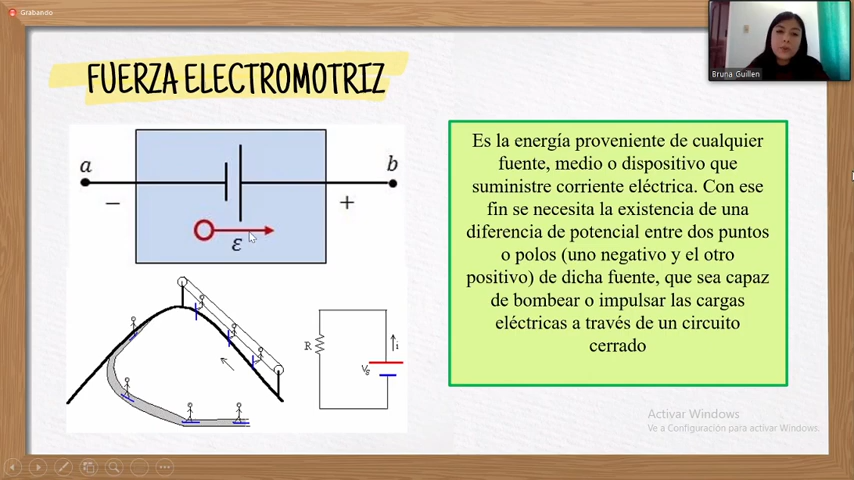 Grabando
Bruna Guillen
FUERZA ELECTROMOTRIZ
a
b
−
+
ε
R
i
Es la energía proveniente de cualquier
fuente, medio o dispositivo que
suministre corriente eléctrica. Con ese
fin se necesita la existencia de una
diferencia de potencial entre dos puntos
o polos (uno negativo y el otro
positivo) de dicha fuente, que sea capaz
de bombear o impulsar las cargas
eléctricas a través de un circuito
cerrado
Activar Windows
Ve a Configuración para activar Windows.